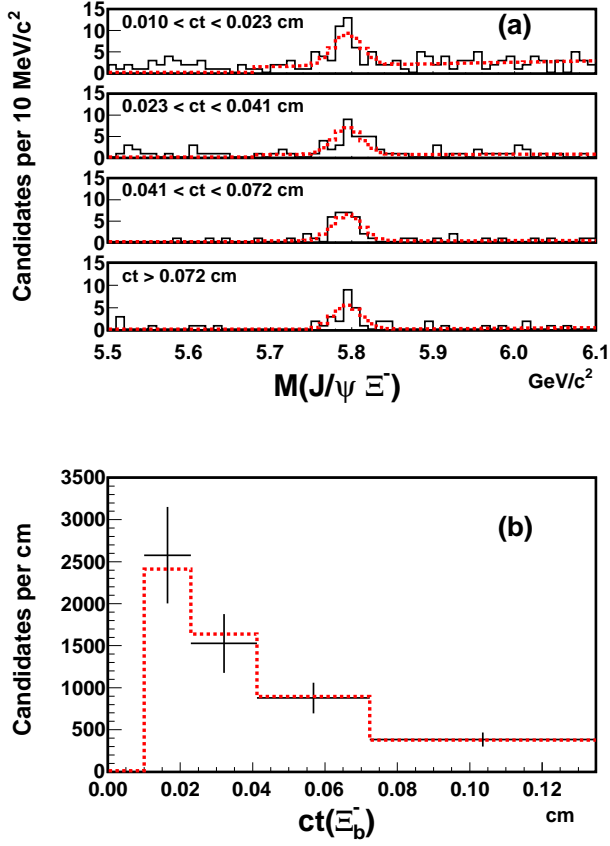 (a)
Candidates per 10 MeV/c²
15
10
5
0
0.010 < ct < 0.023 cm
15
10
5
0
0.023 < ct < 0.041 cm
15
10
5
0
0.041 < ct < 0.072 cm
15
10
5
0
ct > 0.072 cm
5.5 5.6 5.7 5.8 5.9 6.0 6.1
M(J/ψ Ξ⁻) GeV/c²
(b)
Candidates per cm
3500
3000
2500
2000
1500
1000
500
0
0.00 0.02 0.04 0.06 0.08 0.10 0.12
ct(Ξ_b⁻) cm